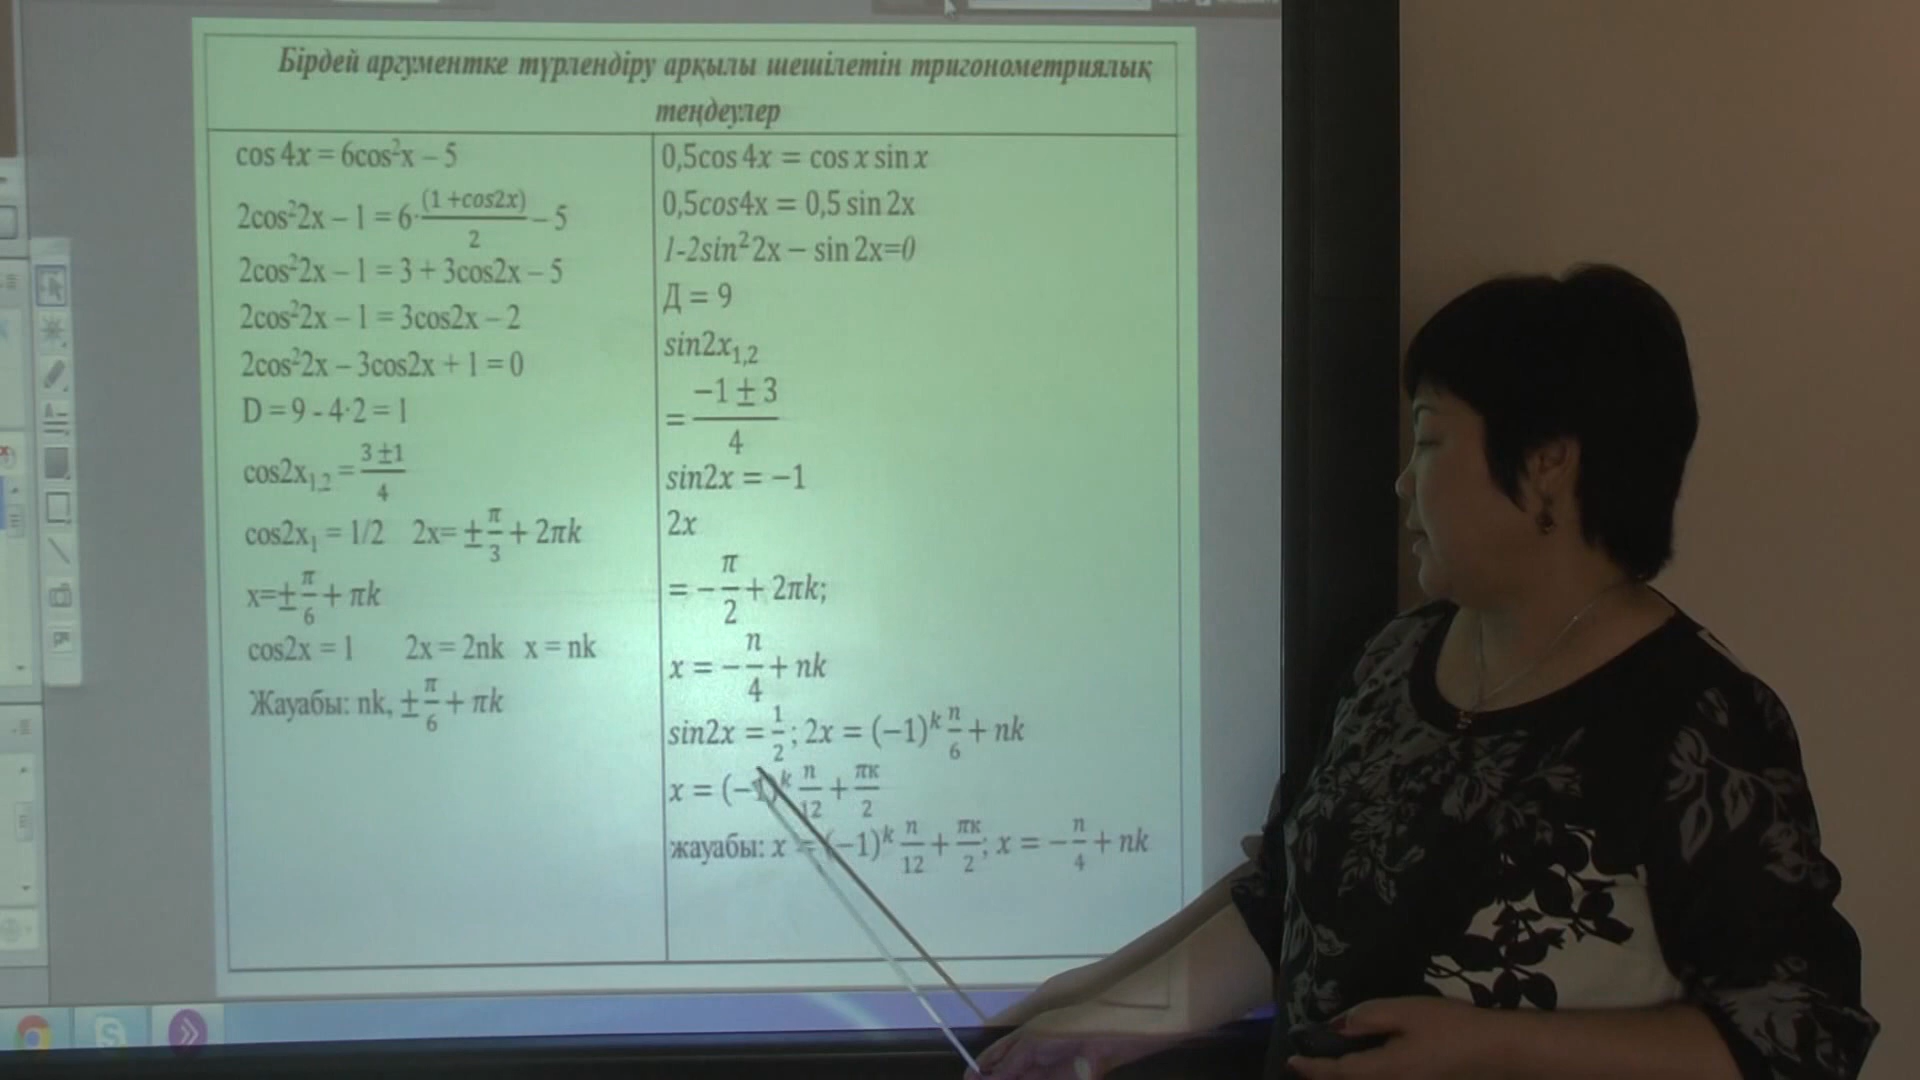 Бірдей аргументке түрлендіру арқылы шешілетін тригонометриялық
теңдеулер
cos 4x = 6cos²x – 5
2cos²2x – 1 = 6·(1 +cos2x)/2 – 5
2cos²2x – 1 = 3 + 3cos2x – 5
2cos²2x – 1 = 3cos2x – 2
2cos²2x – 3cos2x + 1 = 0
D = 9 - 4·2 = 1
cos2x₁,₂ = (3 ±1)/4
cos2x₁ = 1/2 2x= ± π/3 + 2πk
x=± π/6 + πk
cos2x = 1 2x = 2nk x = nk
Жауабы: nk, ± π/6 + πk
0,5cos 4x = cos x sin x
0,5cos4x = 0,5 sin 2x
1-2sin²2x – sin 2x=0
Д = 9
sin2x₁,₂
= (−1 ± 3)/4
sin2x = −1
2x
= − π/2 + 2πk;
x = − n/4 + nk
sin2x = 1/2 ; 2x = (−1)ᵏ n/6 + nk
x = (−1)ᵏ n/12 + πк/2
жауабы: x = (−1)ᵏ n/12 + πк/2 ; x = − n/4 + nk